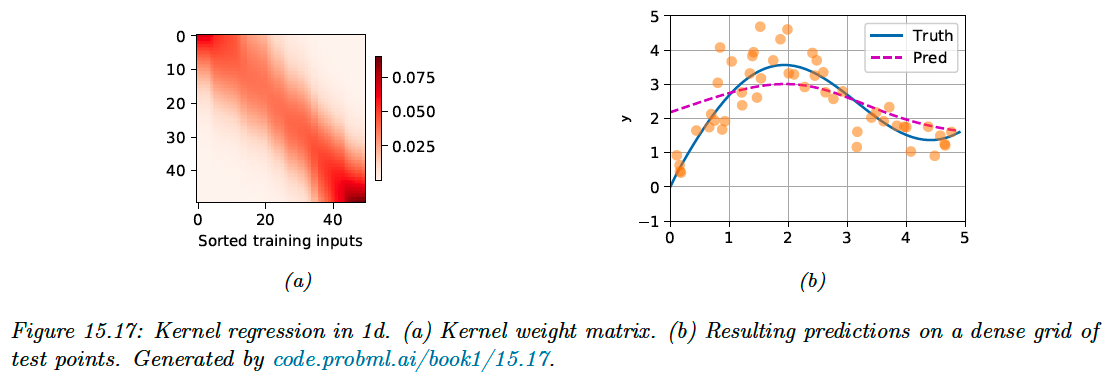 0
10
20
30
40
0 20 40
Sorted training inputs
0.075
0.050
0.025
(a)
5
4
3
2
1
0
−1
y
0 1 2 3 4 5
Truth
Pred
(b)
Figure 15.17: Kernel regression in 1d. (a) Kernel weight matrix. (b) Resulting predictions on a dense grid of
test points. Generated by code.probml.ai/book1/15.17.